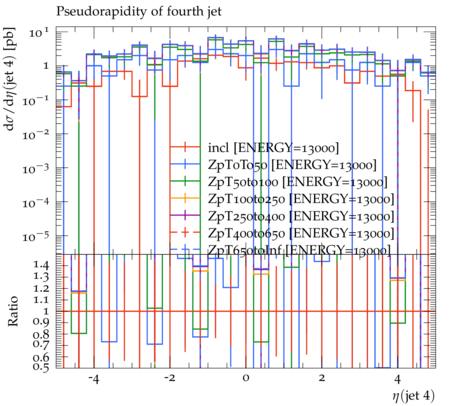 Pseudorapidity of fourth jet
dσ/dη(jet 4) [pb]
10¹
1
10⁻¹
10⁻²
10⁻³
10⁻⁴
10⁻⁵
incl [ENERGY=13000]
ZpT0To50 [ENERGY=13000]
ZpT50to100 [ENERGY=13000]
ZpT100to250 [ENERGY=13000]
ZpT250to400 [ENERGY=13000]
ZpT400to650 [ENERGY=13000]
ZpT650toInf [ENERGY=13000]
Ratio
1.4
1.3
1.2
1.1
1
0.9
0.8
0.7
0.6
0.5
-4 -2 0 2 4
η(jet 4)